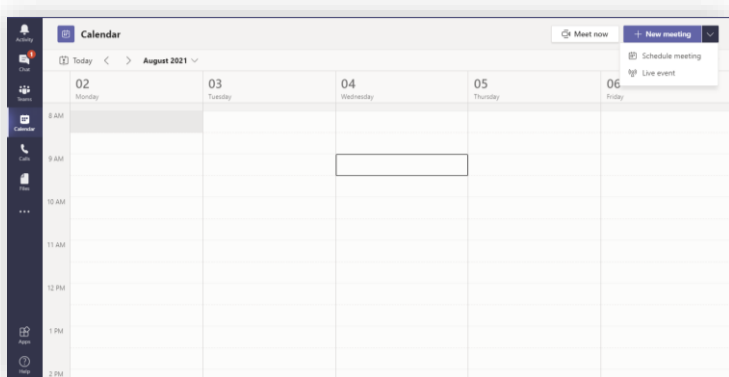 Activity
Chat
1
Teams
Calendar
Calls
Files
Apps
Help
Calendar
Meet now
+ New meeting
Schedule meeting
Live event
Today < > August 2021
02 03 04 05 06
Monday Tuesday Wednesday Thursday Friday
8 AM
9 AM
10 AM
11 AM
12 PM
1 PM
2 PM